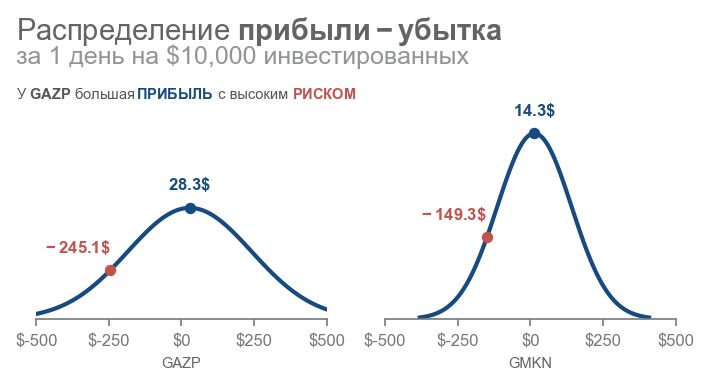 Распределение прибыли – убытка
за 1 день на $10,000 инвестированных
У GAZP большая ПРИБЫЛЬ с высоким РИСКОМ
14.3$
28.3$
– 149.3$
– 245.1$
$-500 $-250 $0 $250 $500
$-500 $-250 $0 $250 $500
GAZP
GMKN